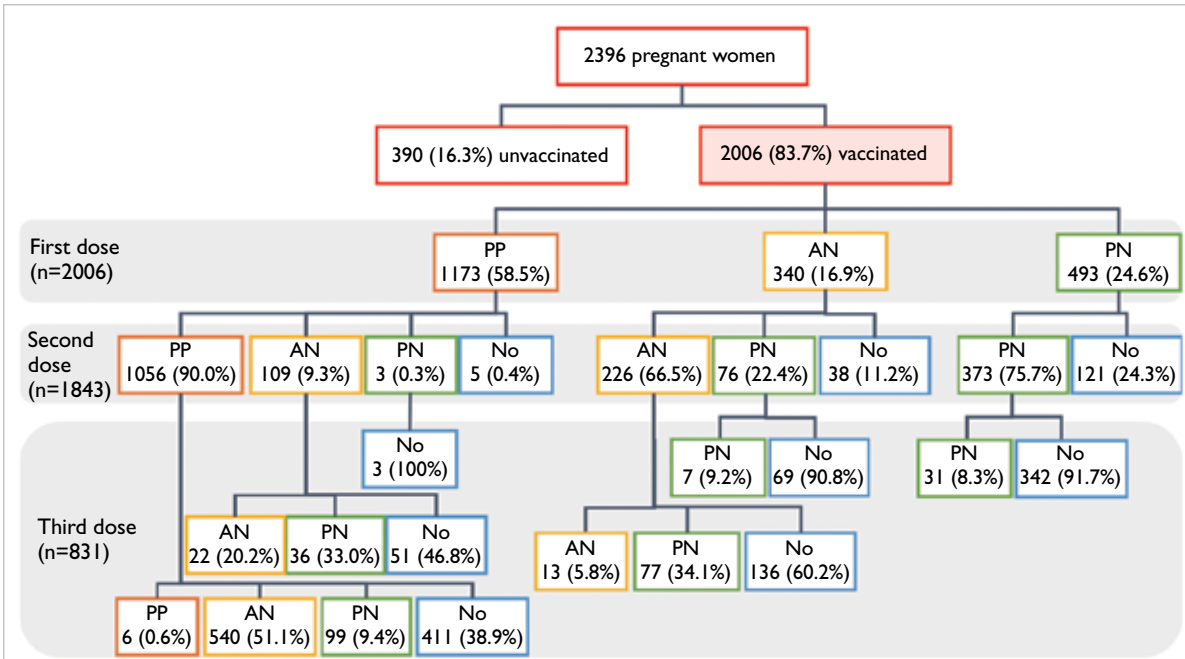 2396 pregnant women
390 (16.3%) unvaccinated
2006 (83.7%) vaccinated
First dose
(n=2006)
PP
1173 (58.5%)
AN
340 (16.9%)
PN
493 (24.6%)
Second
dose
(n=1843)
PP
1056 (90.0%)
AN
109 (9.3%)
PN
3 (0.3%)
No
5 (0.4%)
AN
226 (66.5%)
PN
76 (22.4%)
No
38 (11.2%)
PN
373 (75.7%)
No
121 (24.3%)
Third dose
(n=831)
No
3 (100%)
PN
7 (9.2%)
No
69 (90.8%)
PN
31 (8.3%)
No
342 (91.7%)
AN
22 (20.2%)
PN
36 (33.0%)
No
51 (46.8%)
AN
13 (5.8%)
PN
77 (34.1%)
No
136 (60.2%)
PP
6 (0.6%)
AN
540 (51.1%)
PN
99 (9.4%)
No
411 (38.9%)